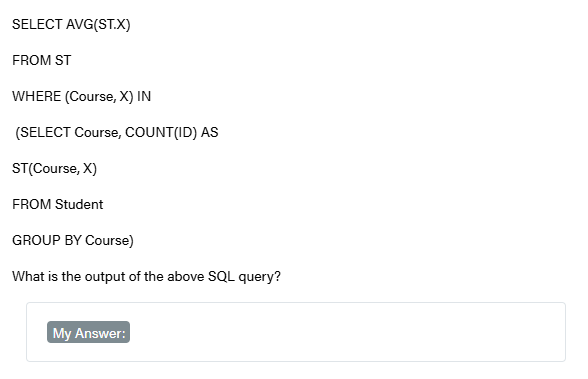 SELECT AVG(ST.X)
FROM ST
WHERE (Course, X) IN
(SELECT Course, COUNT(ID) AS
ST(Course, X)
FROM Student
GROUP BY Course)
What is the output of the above SQL query?
My Answer: